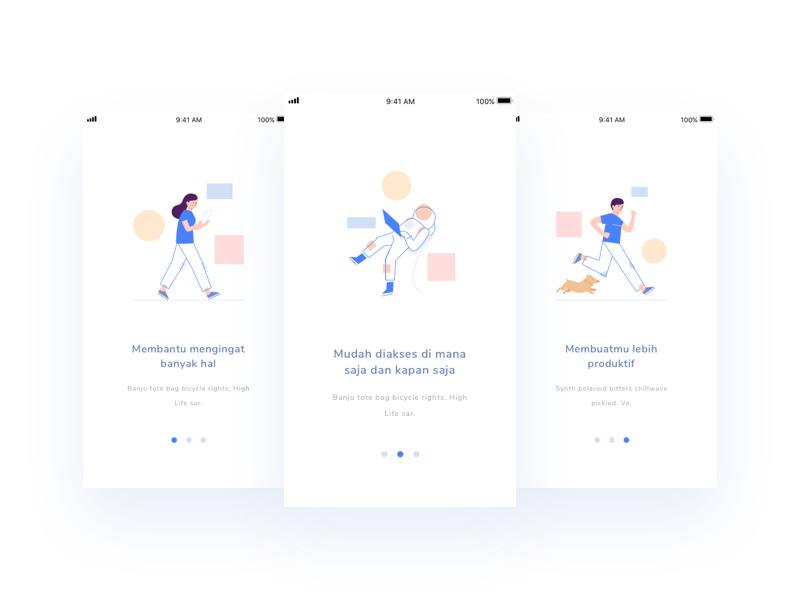 9:41 AM
100%
Membantu mengingat
banyak hal
Banjo tote bag bicycle rights, High
Life sar.
9:41 AM
100%
Mudah diakses di mana
saja dan kapan saja
Banjo tote bag bicycle rights, High
Life sar.
9:41 AM
100%
Membuatmu lebih
produktif
Synth polaroid bitters chillwave
pickled. Ve,